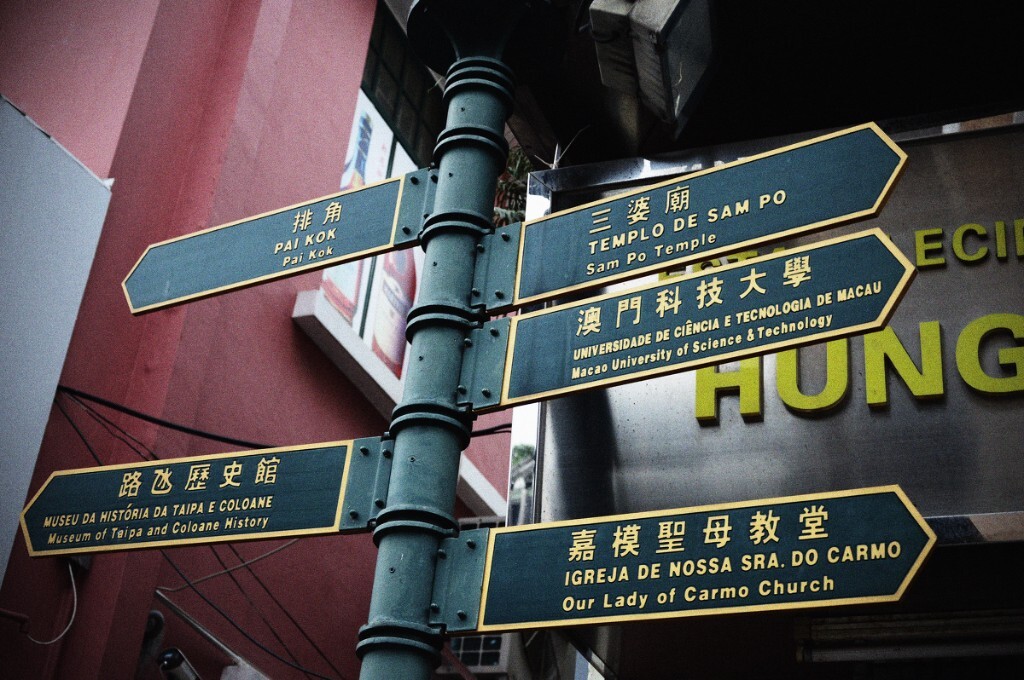 排角
PAI KOK
Pai Kok
三婆廟
TEMPLO DE SAM PO
Sam Po Temple
澳門科技大學
UNIVERSIDADE DE CIÊNCIA E TECNOLOGIA DE MACAU
Macao University of Science & Technology
路氹歷史館
MUSEU DA HISTÓRIA DA TAIPA E COLOANE
Museum of Taipa and Coloane History
嘉模聖母教堂
IGREJA DE NOSSA SRA. DO CARMO
Our Lady of Carmo Church
HUNG